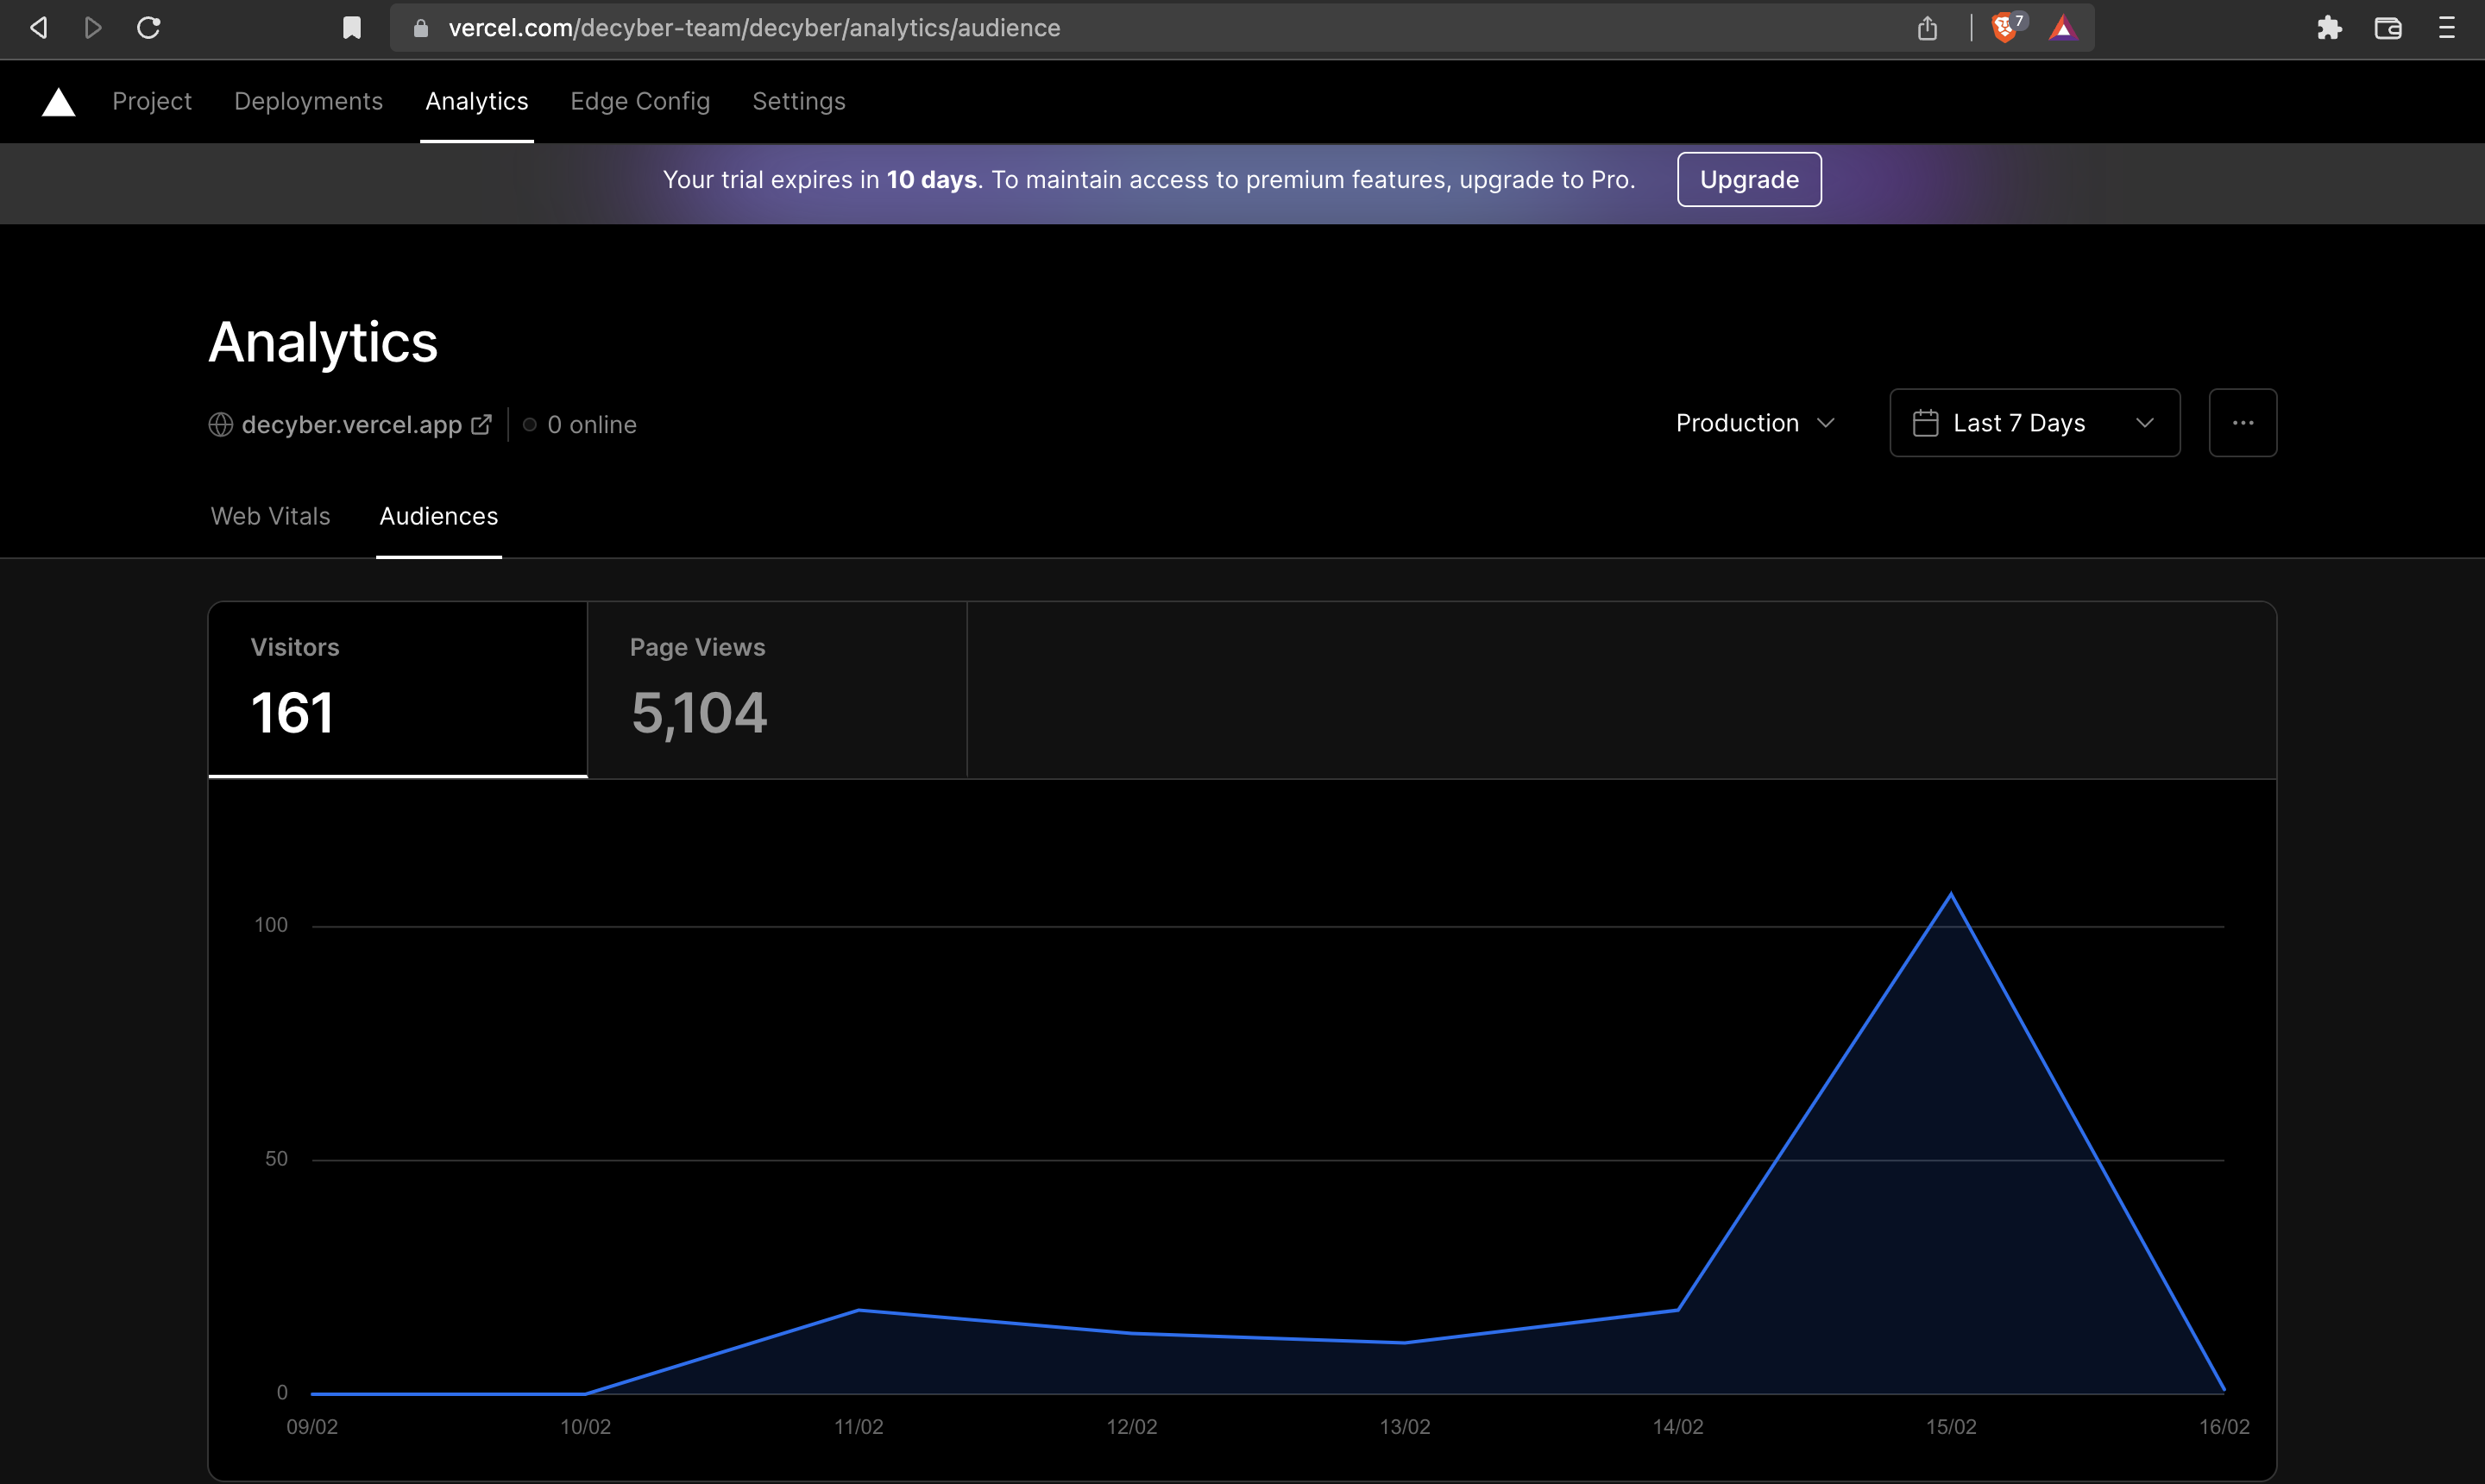 vercel.com/decyber-team/decyber/analytics/audience
7
Project Deployments Analytics Edge Config Settings
Your trial expires in 10 days. To maintain access to premium features, upgrade to Pro. Upgrade
Analytics
decyber.vercel.app 0 online
Production Last 7 Days
Web Vitals Audiences
Visitors Page Views
161 5,104
100
50
0
09/02 10/02 11/02 12/02 13/02 14/02 15/02 16/02